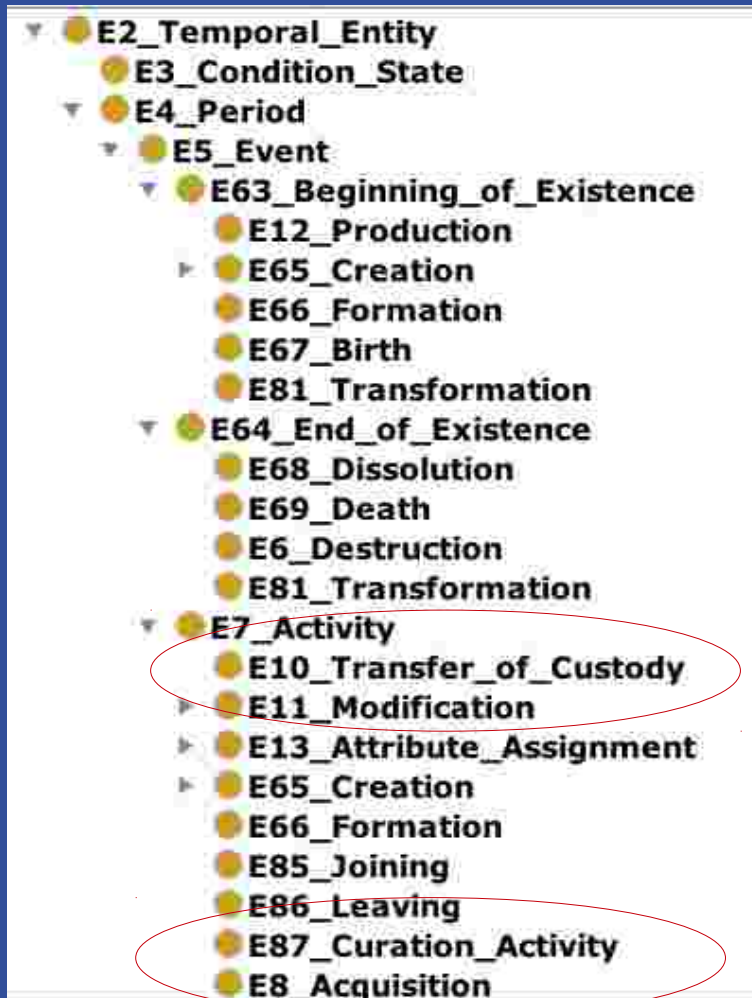 E2_Temporal_Entity
E3_Condition_State
E4_Period
E5_Event
E63_Beginning_of_Existence
E12_Production
E65_Creation
E66_Formation
E67_Birth
E81_Transformation
E64_End_of_Existence
E68_Dissolution
E69_Death
E6_Destruction
E81_Transformation
E7_Activity
E10_Transfer_of_Custody
E11_Modification
E13_Attribute_Assignment
E65_Creation
E66_Formation
E85_Joining
E86_Leaving
E87_Curation_Activity
E8_Acquisition